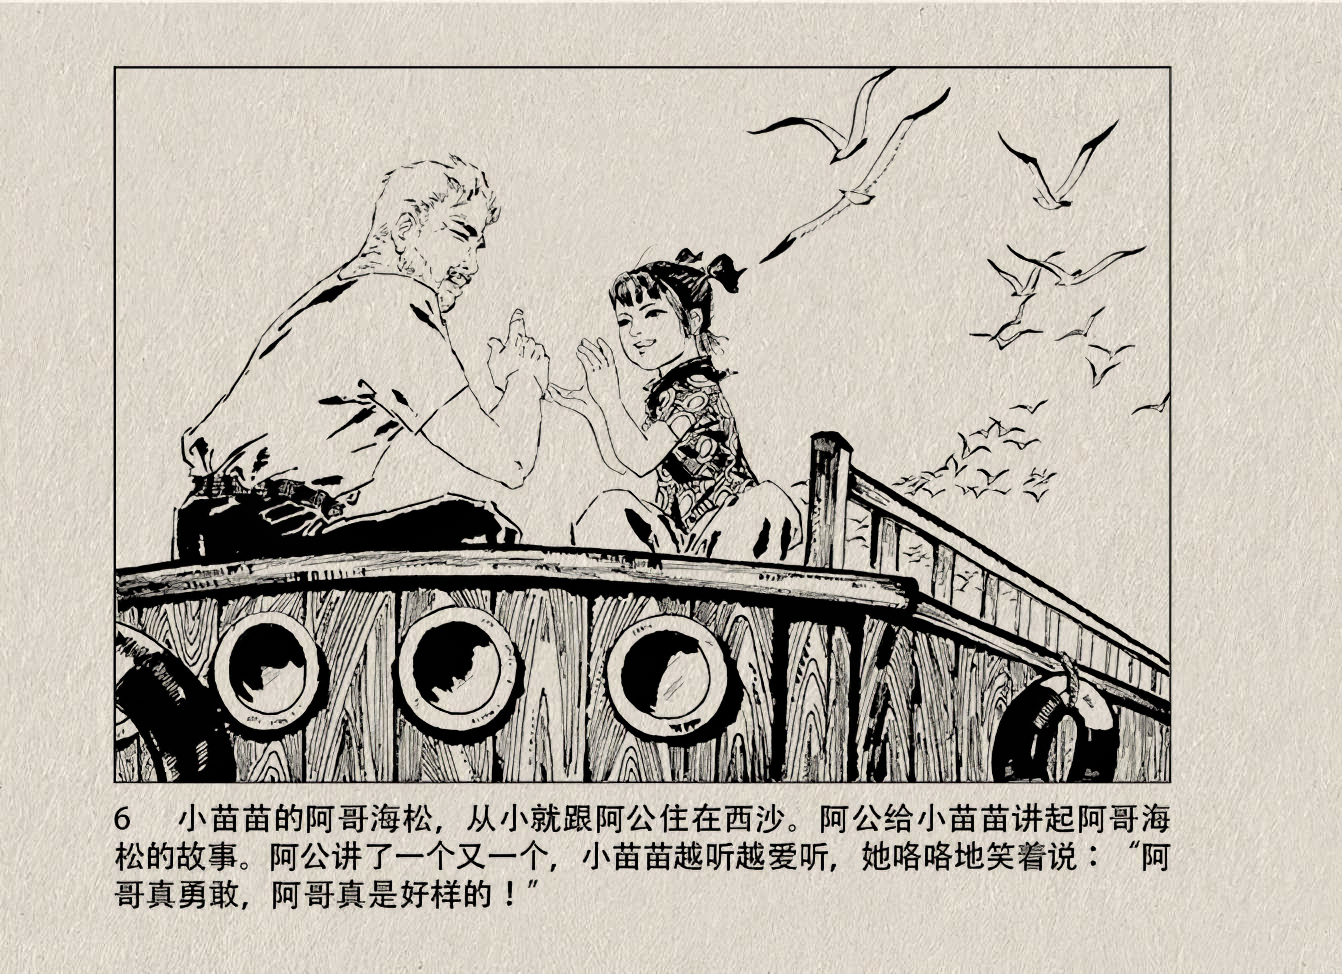 6 小苗苗的阿哥海松，从小就跟阿公住在西沙。阿公给小苗苗讲起阿哥海
松的故事。阿公讲了一个又一个，小苗苗越听越爱听，她咯咯地笑着说：“阿
哥真勇敢，阿哥真是好样的！”